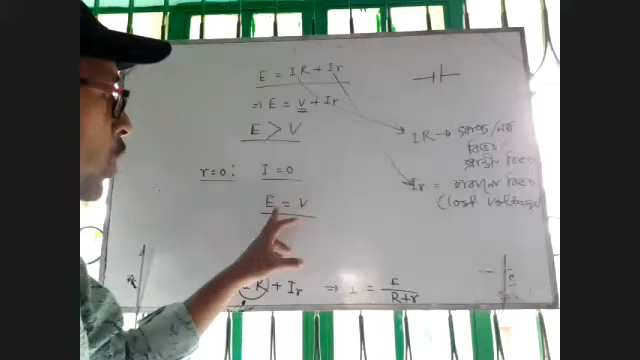 E = IR + Ir
⇒ E = V + Ir
E > V
r=0: I = 0
E = V
IR →
বিভব
Ir = হারানো বিভব
(Lost voltage)
+ Ir ⇒ I = E/(R+r)